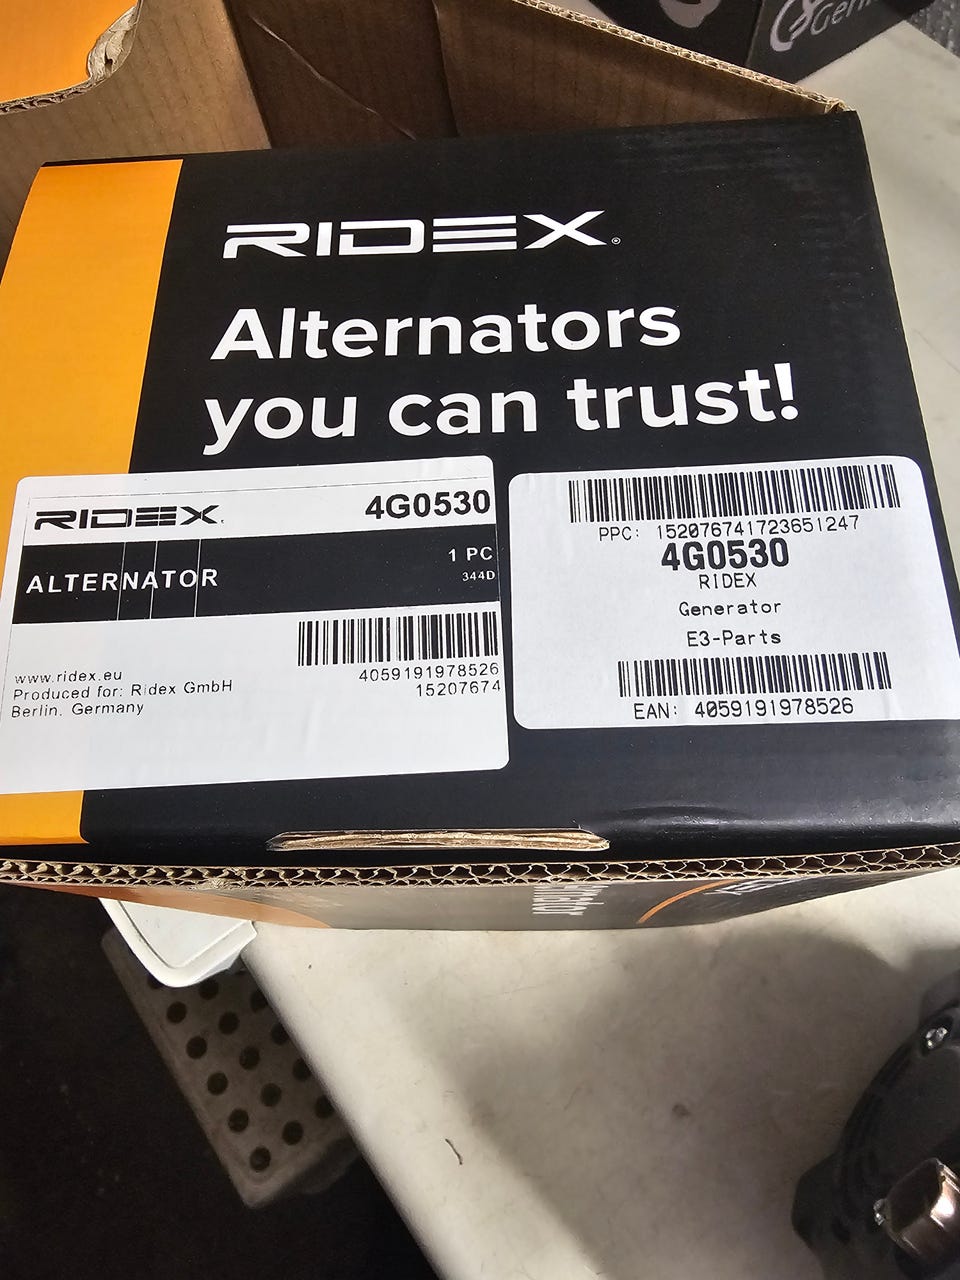 RIDEX®
Alternators
you can trust!
RIDEX 4G0530
ALTERNATOR
1 PC
344D
4059191978526
15207674
www.ridex.eu
Produced for: Ridex GmbH
Berlin, Germany
PPC: 152076741723651247
4G0530
RIDEX
Generator
E3-Parts
EAN: 4059191978526